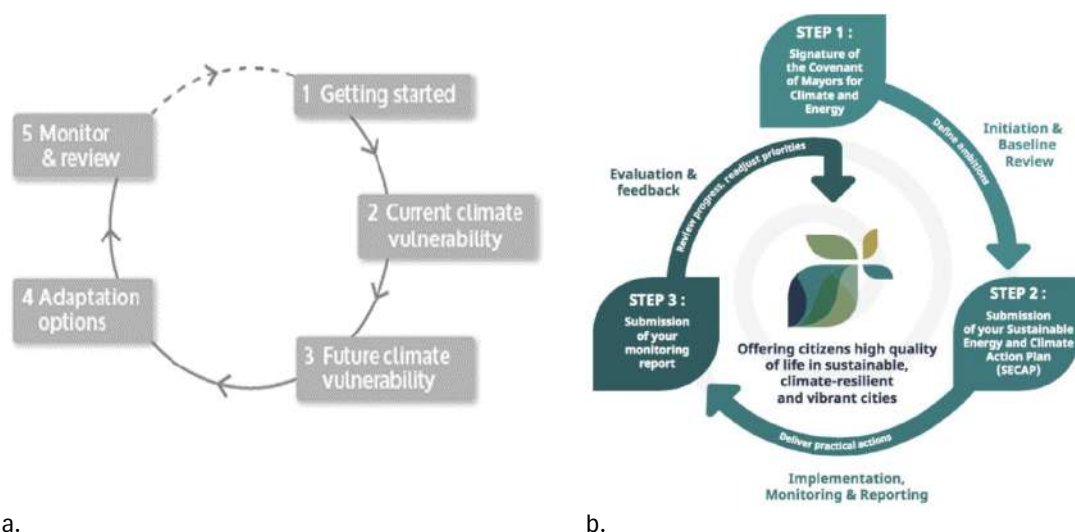 1 Getting started
2 Current climate
vulnerability
3 Future climate
vulnerability
4 Adaptation
options
5 Monitor
& review
a.
STEP 1 :
Signature of
the Covenant
of Mayors for
Climate and
Energy
Define ambitions
Initiation &
Baseline
Review
STEP 2 :
Submission
of your Sustainable
Energy and Climate
Action Plan
(SECAP)
Deliver practical actions
Implementation,
Monitoring & Reporting
STEP 3 :
Submission
of your
monitoring
report
Review progress, readjust priorities
Evaluation &
feedback
Offering citizens high quality
of life in sustainable,
climate-resilient
and vibrant cities
b.